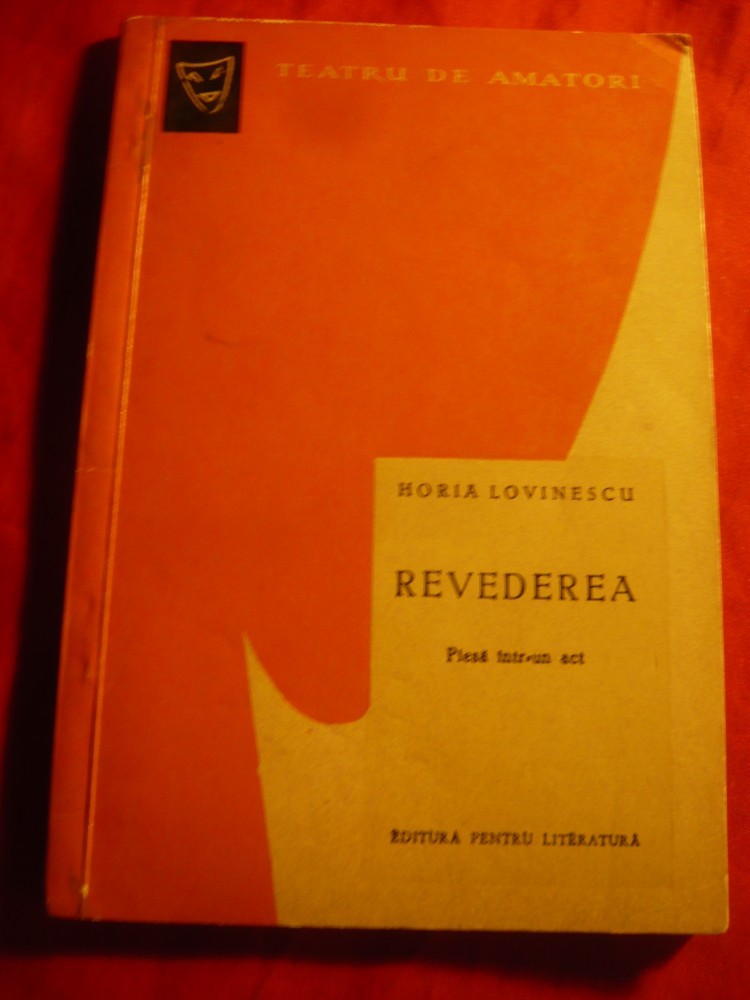 TEATRU DE AMATORI
HORIA LOVINESCU
REVEDEREA
Piesă într-un act
EDITURA PENTRU LITERATURĂ